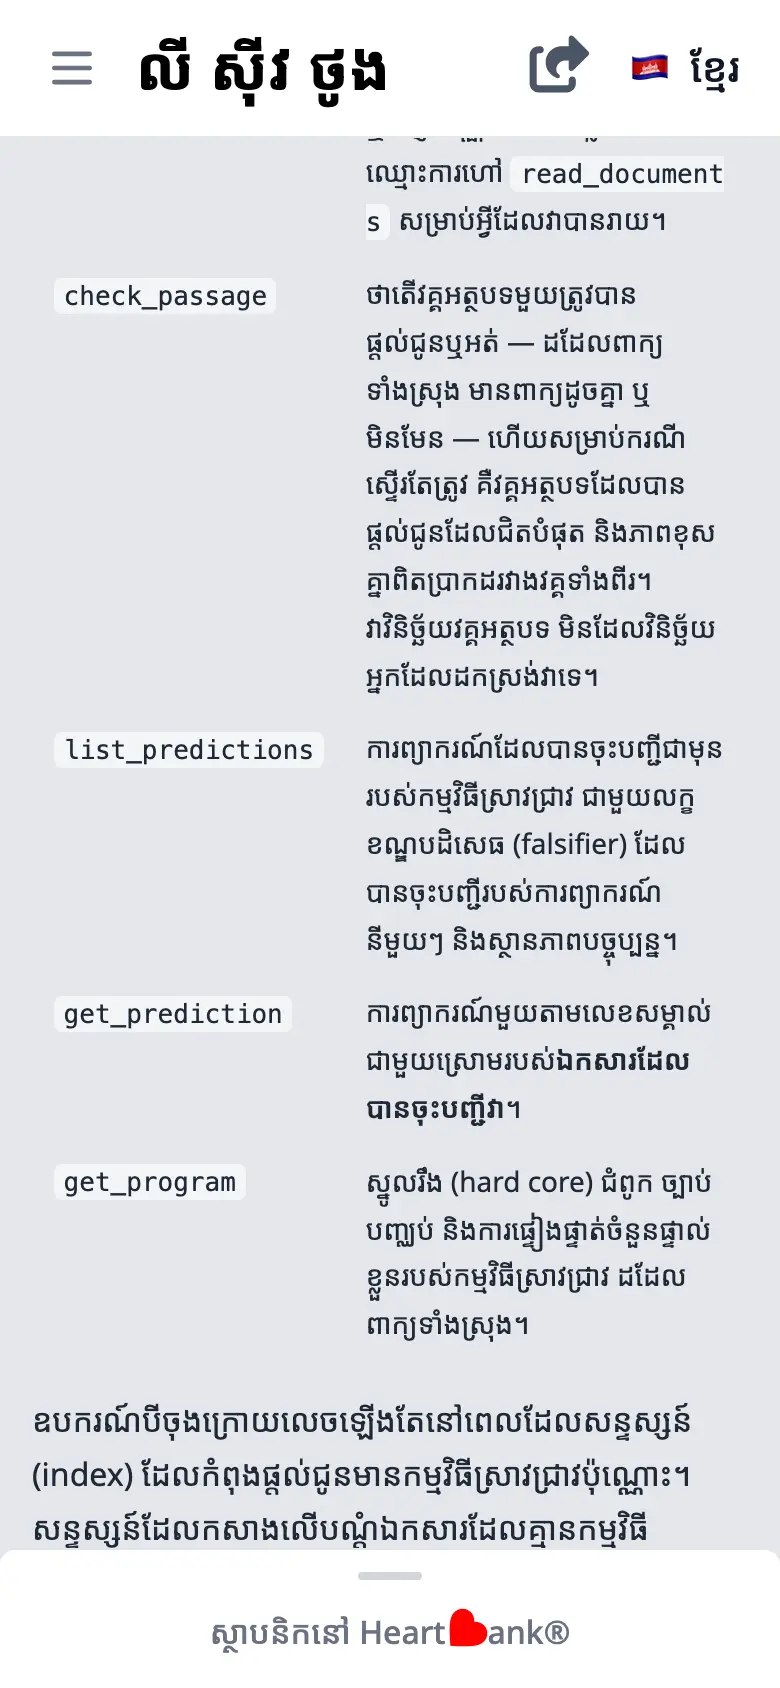 លី ស៊ីវ ថូង
ខ្មែរ
ឈ្មោះការហៅ read_document
s សម្រាប់អ្វីដែលវាបានរាយ។
check_passage
ថាតើវគ្គអត្ថបទមួយត្រូវបាន
ផ្ដល់ជូនឬអត់ — ដដែលពាក្យ
ទាំងស្រុង មានពាក្យដូចគ្នា ឬ
មិនមែន — ហើយសម្រាប់ករណី
ស្ទើរតែត្រូវ គឺវគ្គអត្ថបទដែលបាន
ផ្ដល់ជូនដែលជិតបំផុត និងភាពខុស
គ្នាពិតប្រាកដរវាងវគ្គទាំងពីរ។
វាវិនិច្ឆ័យវគ្គអត្ថបទ មិនដែលវិនិច្ឆ័យ
អ្នកដែលដកស្រង់វាទេ។
list_predictions
ការព្យាករណ៍ដែលបានចុះបញ្ជីជាមុន
របស់កម្មវិធីស្រាវជ្រាវ ជាមួយលក្ខ
ខណ្ឌបដិសេធ (falsifier) ដែល
បានចុះបញ្ជីរបស់ការព្យាករណ៍
នីមួយៗ និងស្ថានភាពបច្ចុប្បន្ន។
get_prediction
ការព្យាករណ៍មួយតាមលេខសម្គាល់
ជាមួយស្រោមរបស់ឯកសារដែល
បានចុះបញ្ជីវា។
get_program
ស្នូលរឹង (hard core) ជំពូក ច្បាប់
បញ្ឈប់ និងការផ្ទៀងផ្ទាត់ចំនួនផ្ទាល់
ខ្លួនរបស់កម្មវិធីស្រាវជ្រាវ ដដែល
ពាក្យទាំងស្រុង។
ឧបករណ៍បីចុងក្រោយលេចឡើងតែនៅពេលដែលសន្ទស្សន៍
(index) ដែលកំពុងផ្ដល់ជូនមានកម្មវិធីស្រាវជ្រាវប៉ុណ្ណោះ។
សន្ទស្សន៍ដែលកសាងលើបណ្ដុំឯកសារដែលគ្មានកម្មវិធី
ស្ថាបនិកនៅ Heart ank®